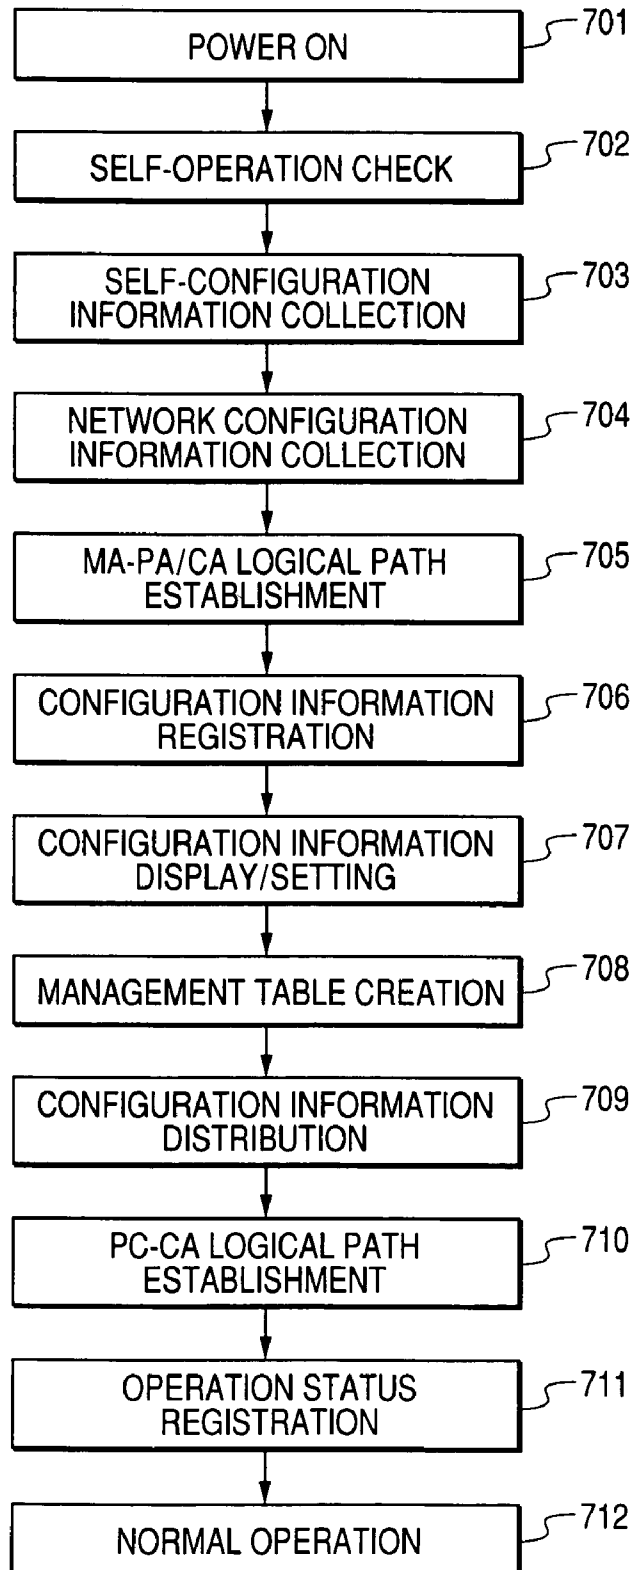 POWER ON
701
SELF-OPERATION CHECK
702
SELF-CONFIGURATION
INFORMATION COLLECTION
703
NETWORK CONFIGURATION
INFORMATION COLLECTION
704
MA-PA/CA LOGICAL PATH
ESTABLISHMENT
705
CONFIGURATION INFORMATION
REGISTRATION
706
CONFIGURATION INFORMATION
DISPLAY/SETTING
707
MANAGEMENT TABLE CREATION
708
CONFIGURATION INFORMATION
DISTRIBUTION
709
PC-CA LOGICAL PATH
ESTABLISHMENT
710
OPERATION STATUS
REGISTRATION
711
NORMAL OPERATION
712